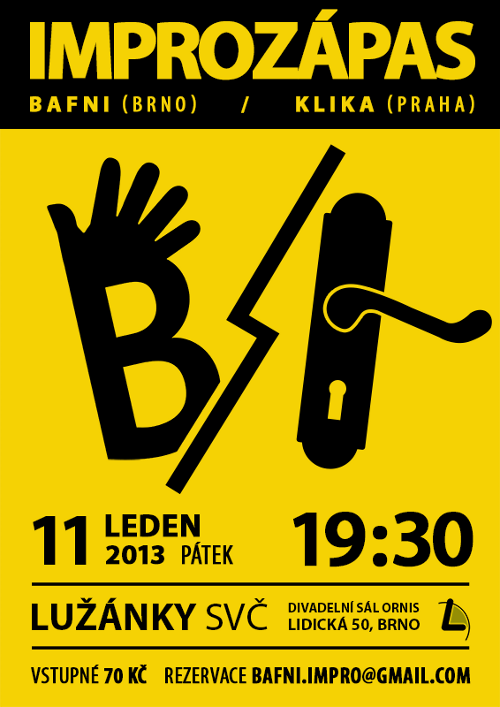 IMPROZÁPAS
BAFNI (BRNO) / KLIKA (PRAHA)
B
11 LEDEN 2013 PÁTEK
19:30
LUŽÁNKY SVČ
DIVADELNÍ SÁL ORNIS
LIDICKÁ 50, BRNO
VSTUPNÉ 70 KČ REZERVACE BAFNI.IMPRO@GMAIL.COM